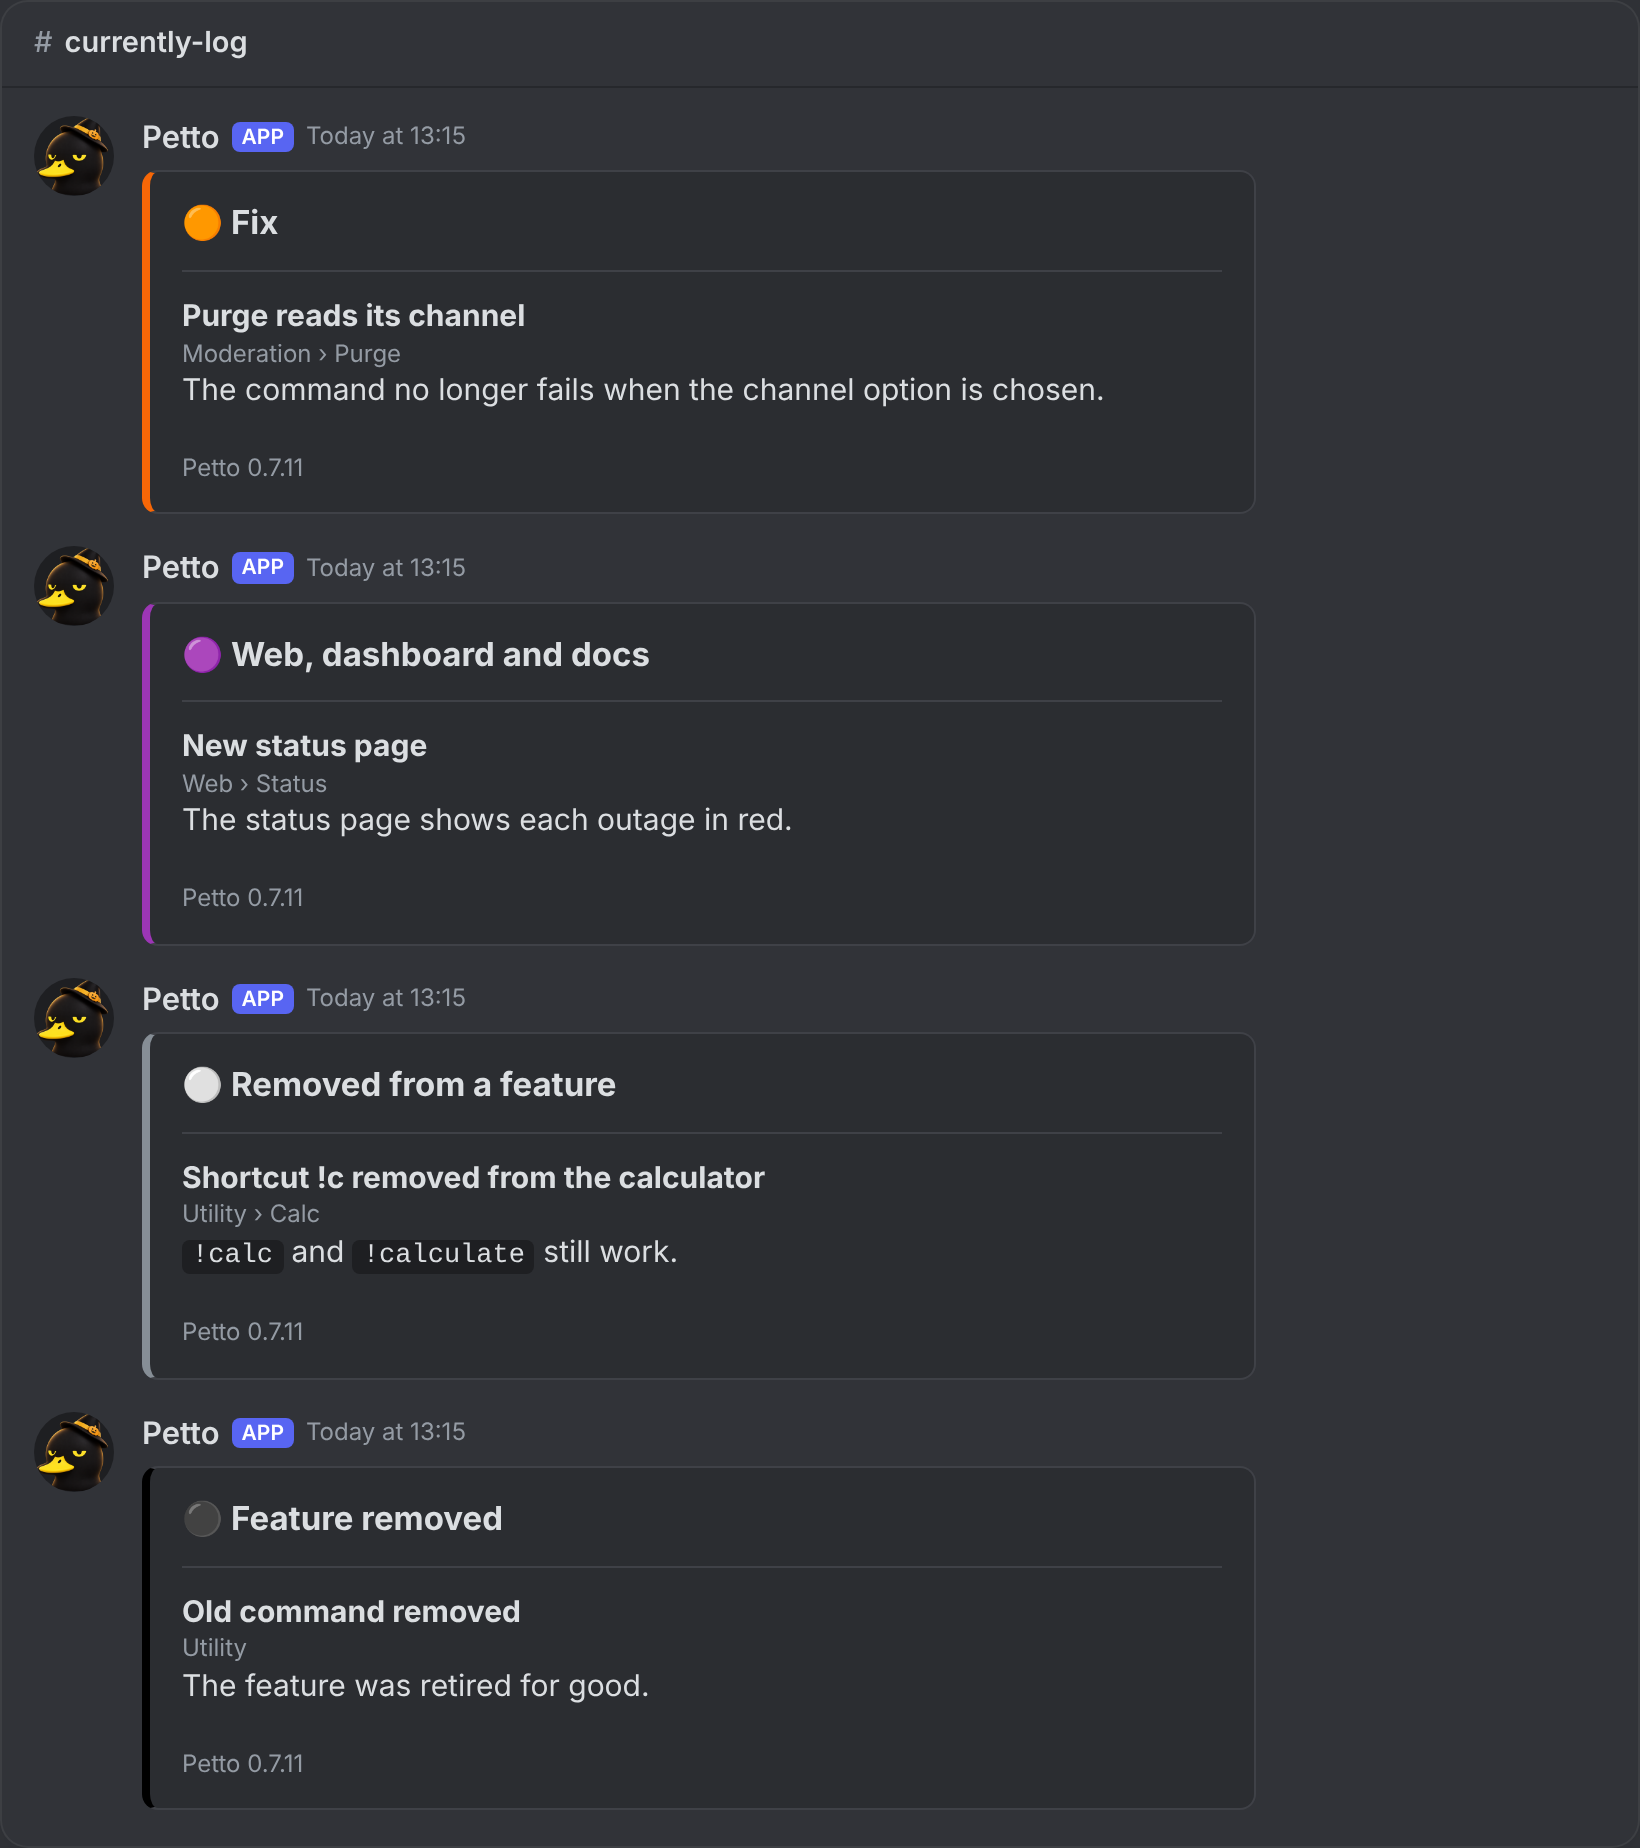 # currently-log
Petto APP Today at 13:15
🟠 Fix
Purge reads its channel
Moderation › Purge
The command no longer fails when the channel option is chosen.
Petto 0.7.11
Petto APP Today at 13:15
🟣 Web, dashboard and docs
New status page
Web › Status
The status page shows each outage in red.
Petto 0.7.11
Petto APP Today at 13:15
⚪ Removed from a feature
Shortcut !c removed from the calculator
Utility › Calc
!calc and !calculate still work.
Petto 0.7.11
Petto APP Today at 13:15
⚫ Feature removed
Old command removed
Utility
The feature was retired for good.
Petto 0.7.11